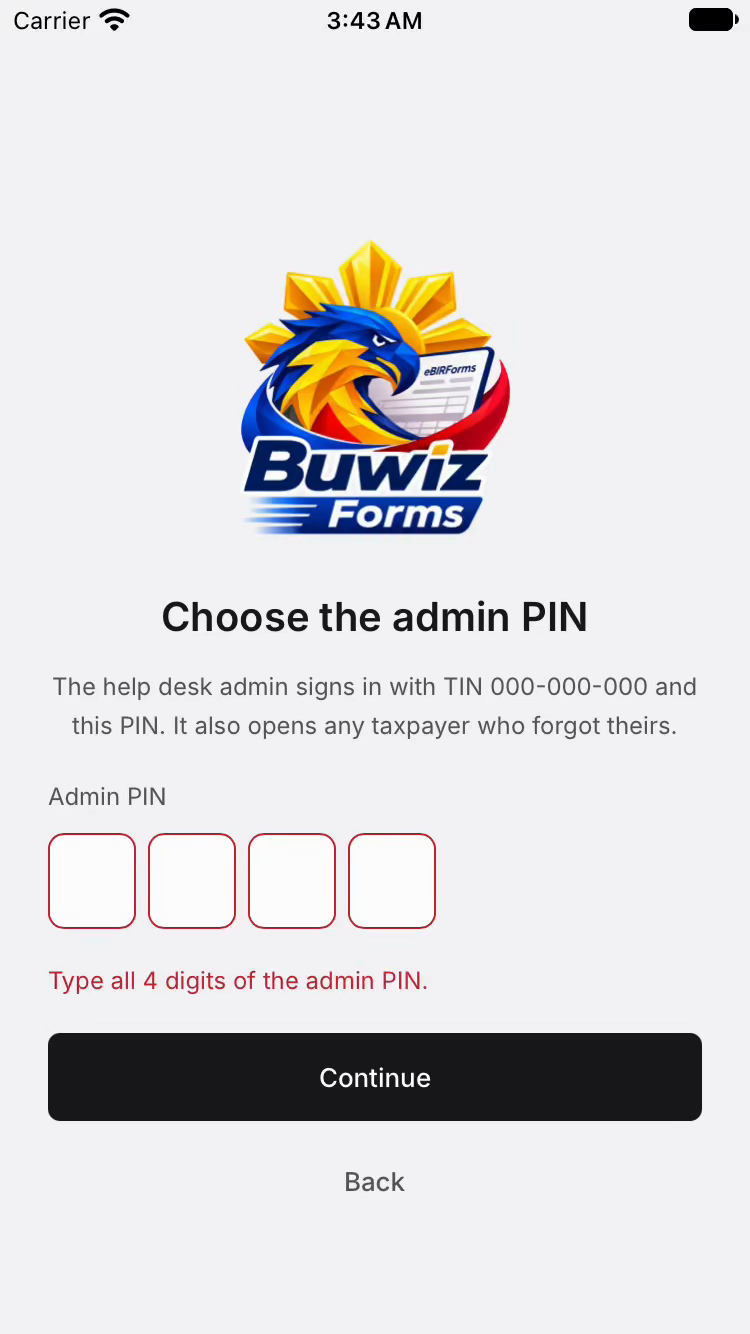 Carrier 3:43 AM
eBIRForms
Buwiz
Forms
Choose the admin PIN
The help desk admin signs in with TIN 000-000-000 and
this PIN. It also opens any taxpayer who forgot theirs.
Admin PIN
Type all 4 digits of the admin PIN.
Continue
Back